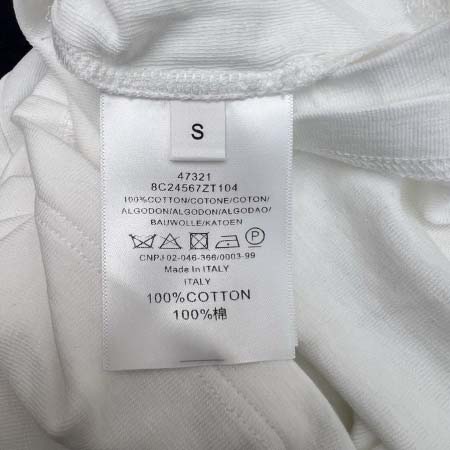 S
47321
8C24567ZT104
100%COTTON/COTONE/COTON/
ALGODON/ALGODÃO/ALGODAO/
BAUWOLLE/KATOEN
P
CNPJ 02-046-366/0003-99
Made In ITALY
ITALY
100%COTTON
100%棉